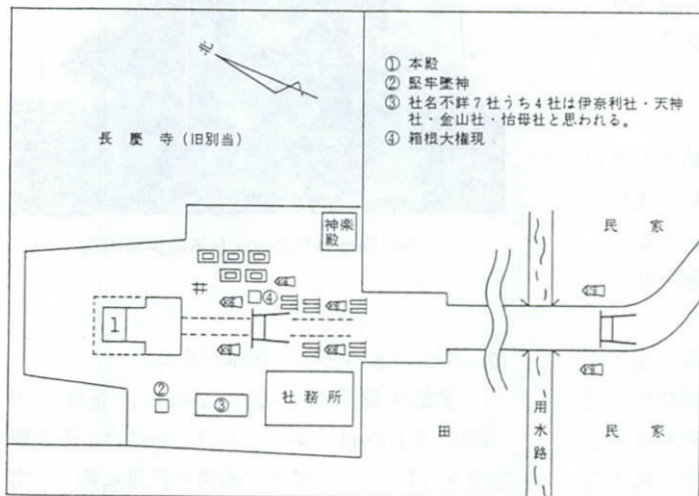 北
① 本殿
② 堅牢墜神
③ 社名不詳7社うち4社は伊奈利社・天神
社・金山社・怡母社と思われる。
④ 箱根大権現
長慶寺(旧別当)
神楽
殿
民家
井
④
1
②
③
社務所
田
用水路
民家